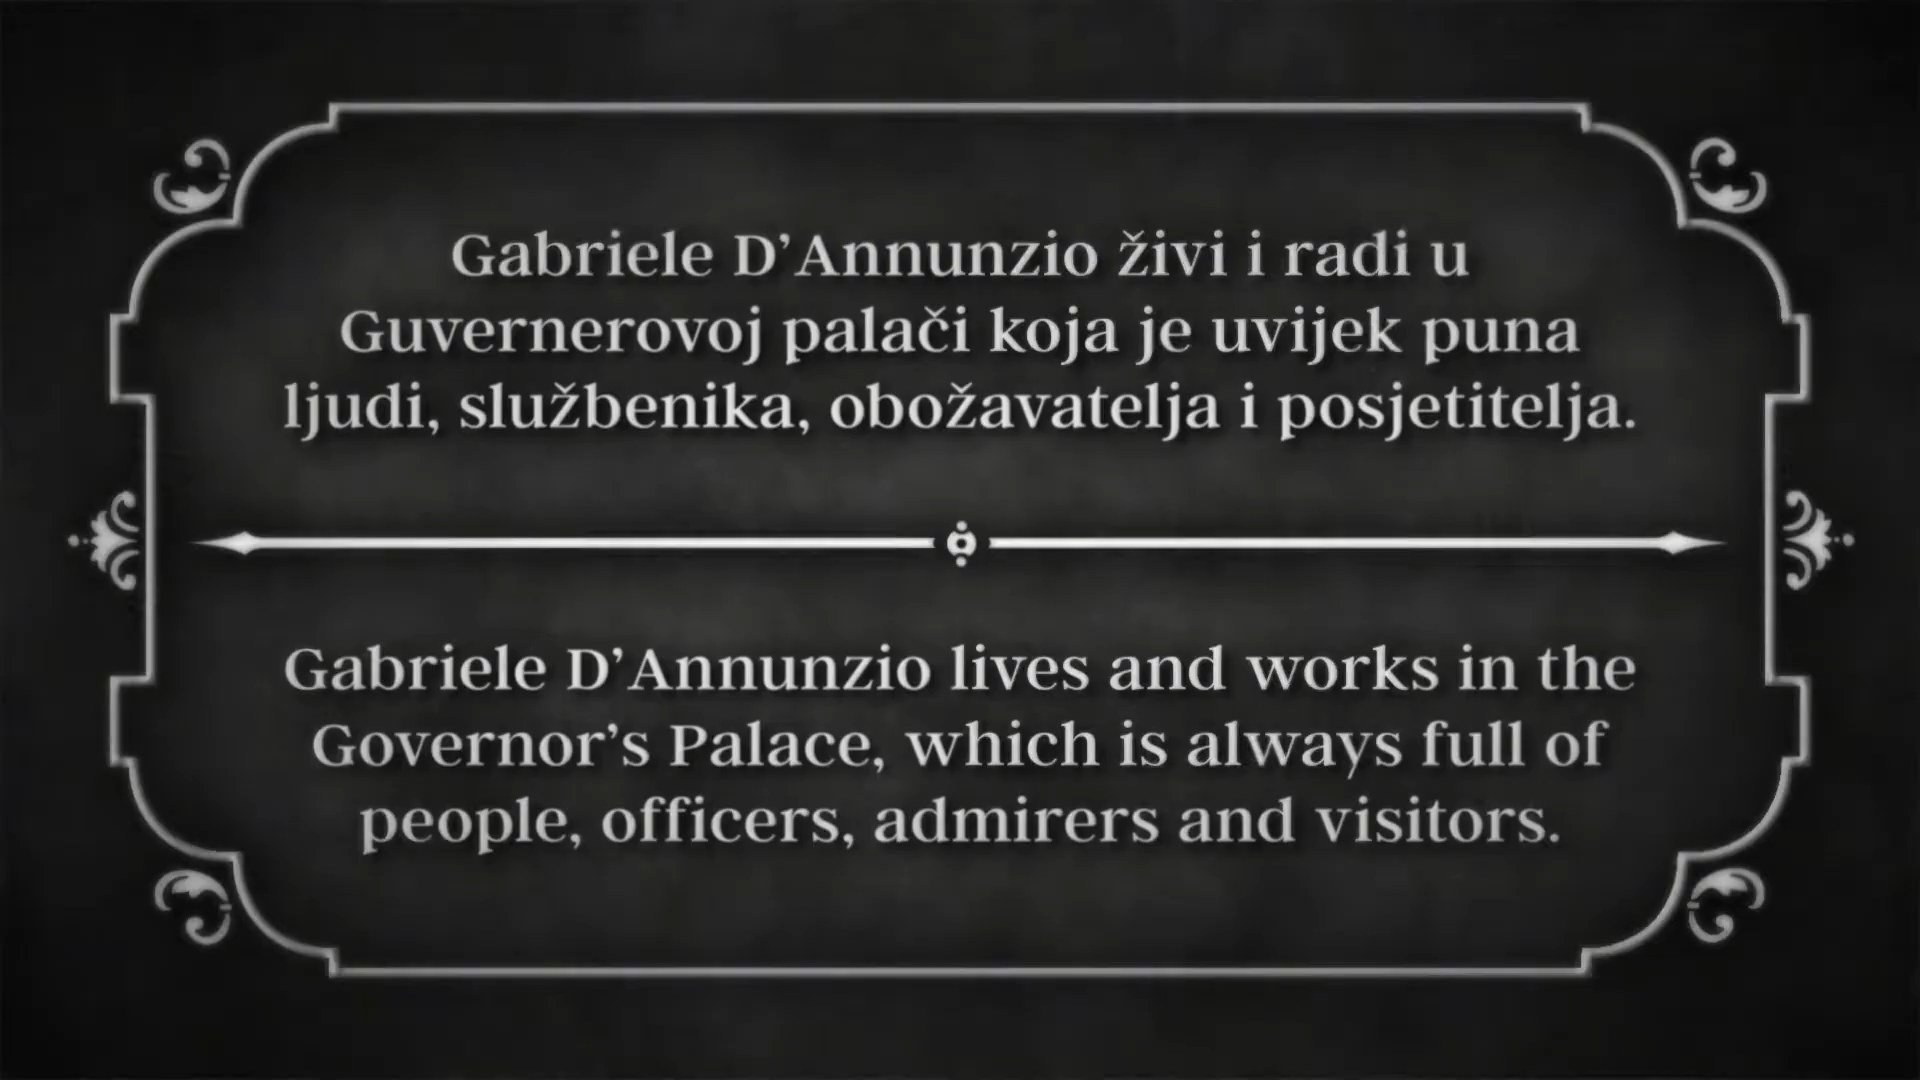 Gabriele D’Annunzio živi i radi u
Guvernerovoj palači koja je uvijek puna
ljudi, službenika, obožavatelja i posjetitelja.
Gabriele D’Annunzio lives and works in the
Governor’s Palace, which is always full of
people, officers, admirers and visitors.